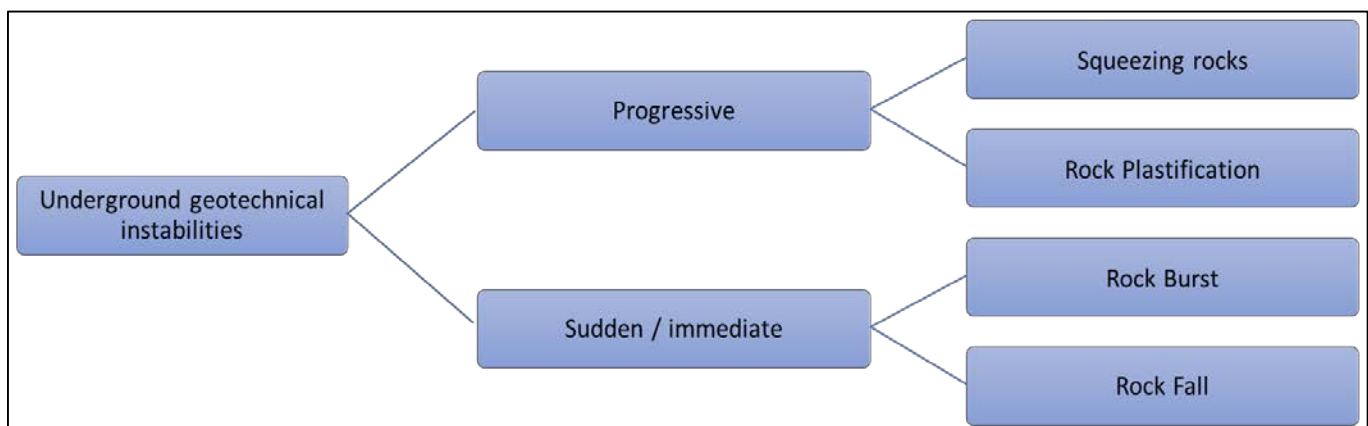 Underground geotechnical
instabilities
Progressive
Sudden / immediate
Squeezing rocks
Rock Plastification
Rock Burst
Rock Fall